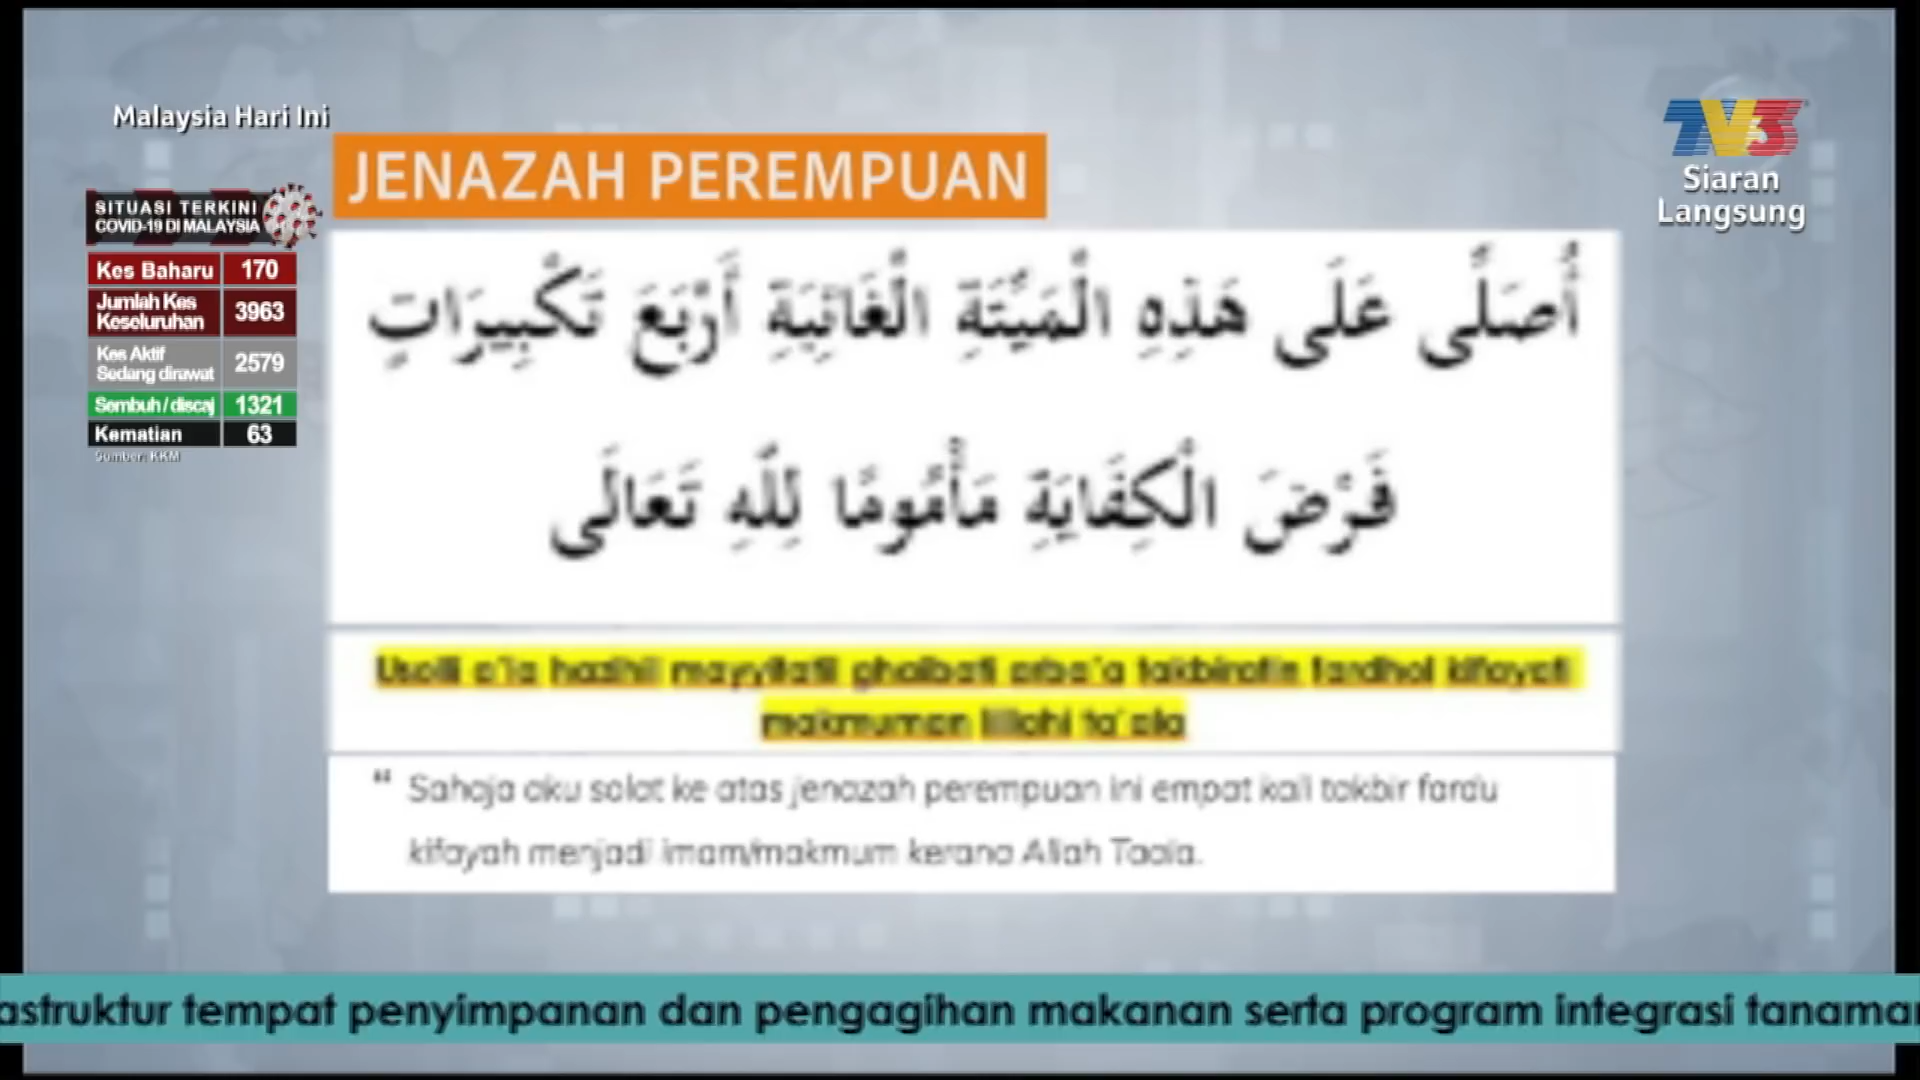 Malaysia Hari Ini
TV3
Siaran
Langsung
JENAZAH PEREMPUAN
SITUASI TERKINI
COVID-19 DI MALAYSIA
Kes Baharu 170
Jumlah Kes
Keseluruhan 3963
Kes Aktif
Sedang dirawat 2579
Sembuh / discaj 1321
Kematian 63
Sumber: KKM
أُصَلِّى عَلَى هَذِهِ الْمَيِّتَةِ الْغَائِبَةِ أَرْبَعَ تَكْبِيرَاتٍ
فَرْضَ الْكِفَايَةِ مَأْمُومًا لِلَّهِ تَعَالَى
Usolli a'la hazihil mayyitatil ghaibati arba'a takbiratin fardhol kifayati
makmuman lillahi ta'ala
“ Sahaja aku solat ke atas jenazah perempuan ini empat kali takbir fardu
kifayah menjadi imam/makmum kerana Allah Taala.
astruktur tempat penyimpanan dan pengagihan makanan serta program integrasi tanaman